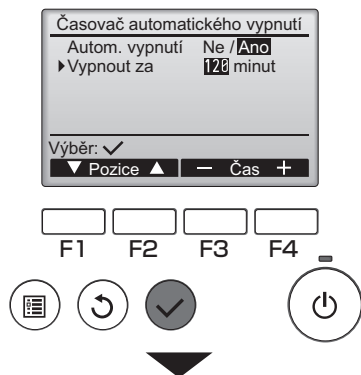 Časovač automatického vypnutí
Autom. vypnutí Ne / Ano
Vypnout za 120 minut
Výběr: ✓
▼ Pozice ▲ — Čas +
F1 F2 F3 F4